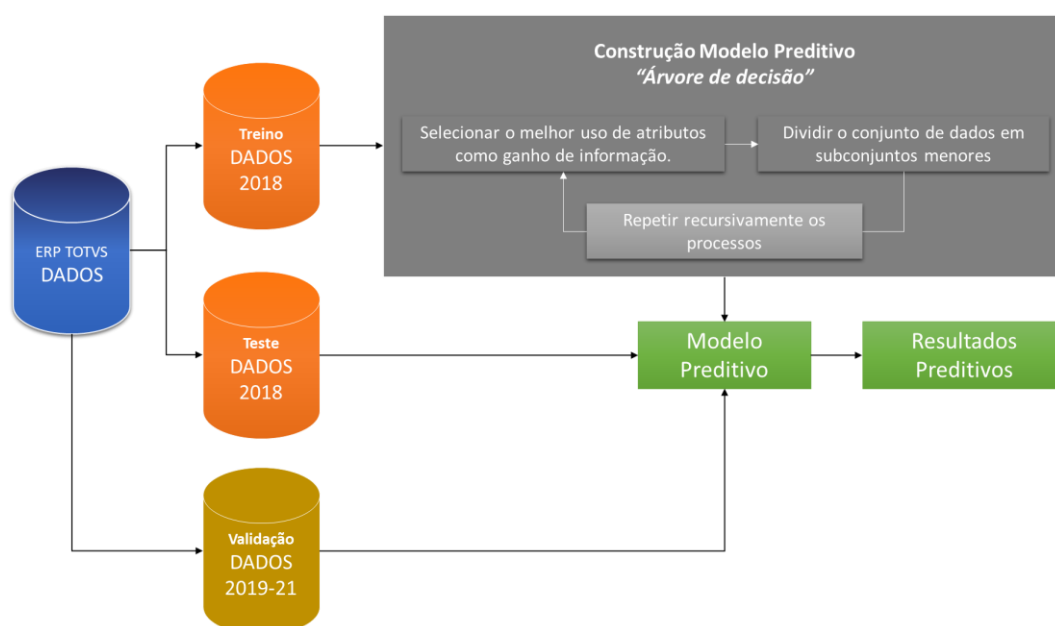 Construção Modelo Preditivo
“Árvore de decisão”
Selecionar o melhor uso de atributos
como ganho de informação.
Dividir o conjunto de dados em
subconjuntos menores
Repetir recursivamente os
processos
Treino
DADOS
2018
ERP TOTVS
DADOS
Teste
DADOS
2018
Modelo
Preditivo
Resultados
Preditivos
Validação
DADOS
2019-21